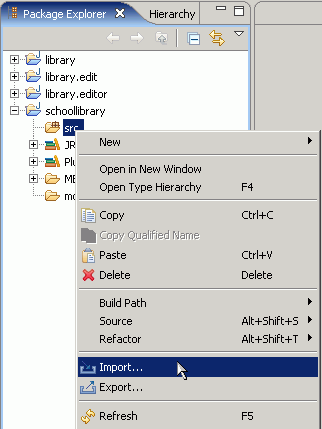 Package Explorer Hierarchy
library
library.edit
library.editor
schoollibrary
src
JR
Plu
ME
mo
New
Open in New Window
Open Type Hierarchy F4
Copy Ctrl+C
Copy Qualified Name
Paste Ctrl+V
Delete Delete
Build Path
Source Alt+Shift+S
Refactor Alt+Shift+T
Import...
Export...
Refresh F5